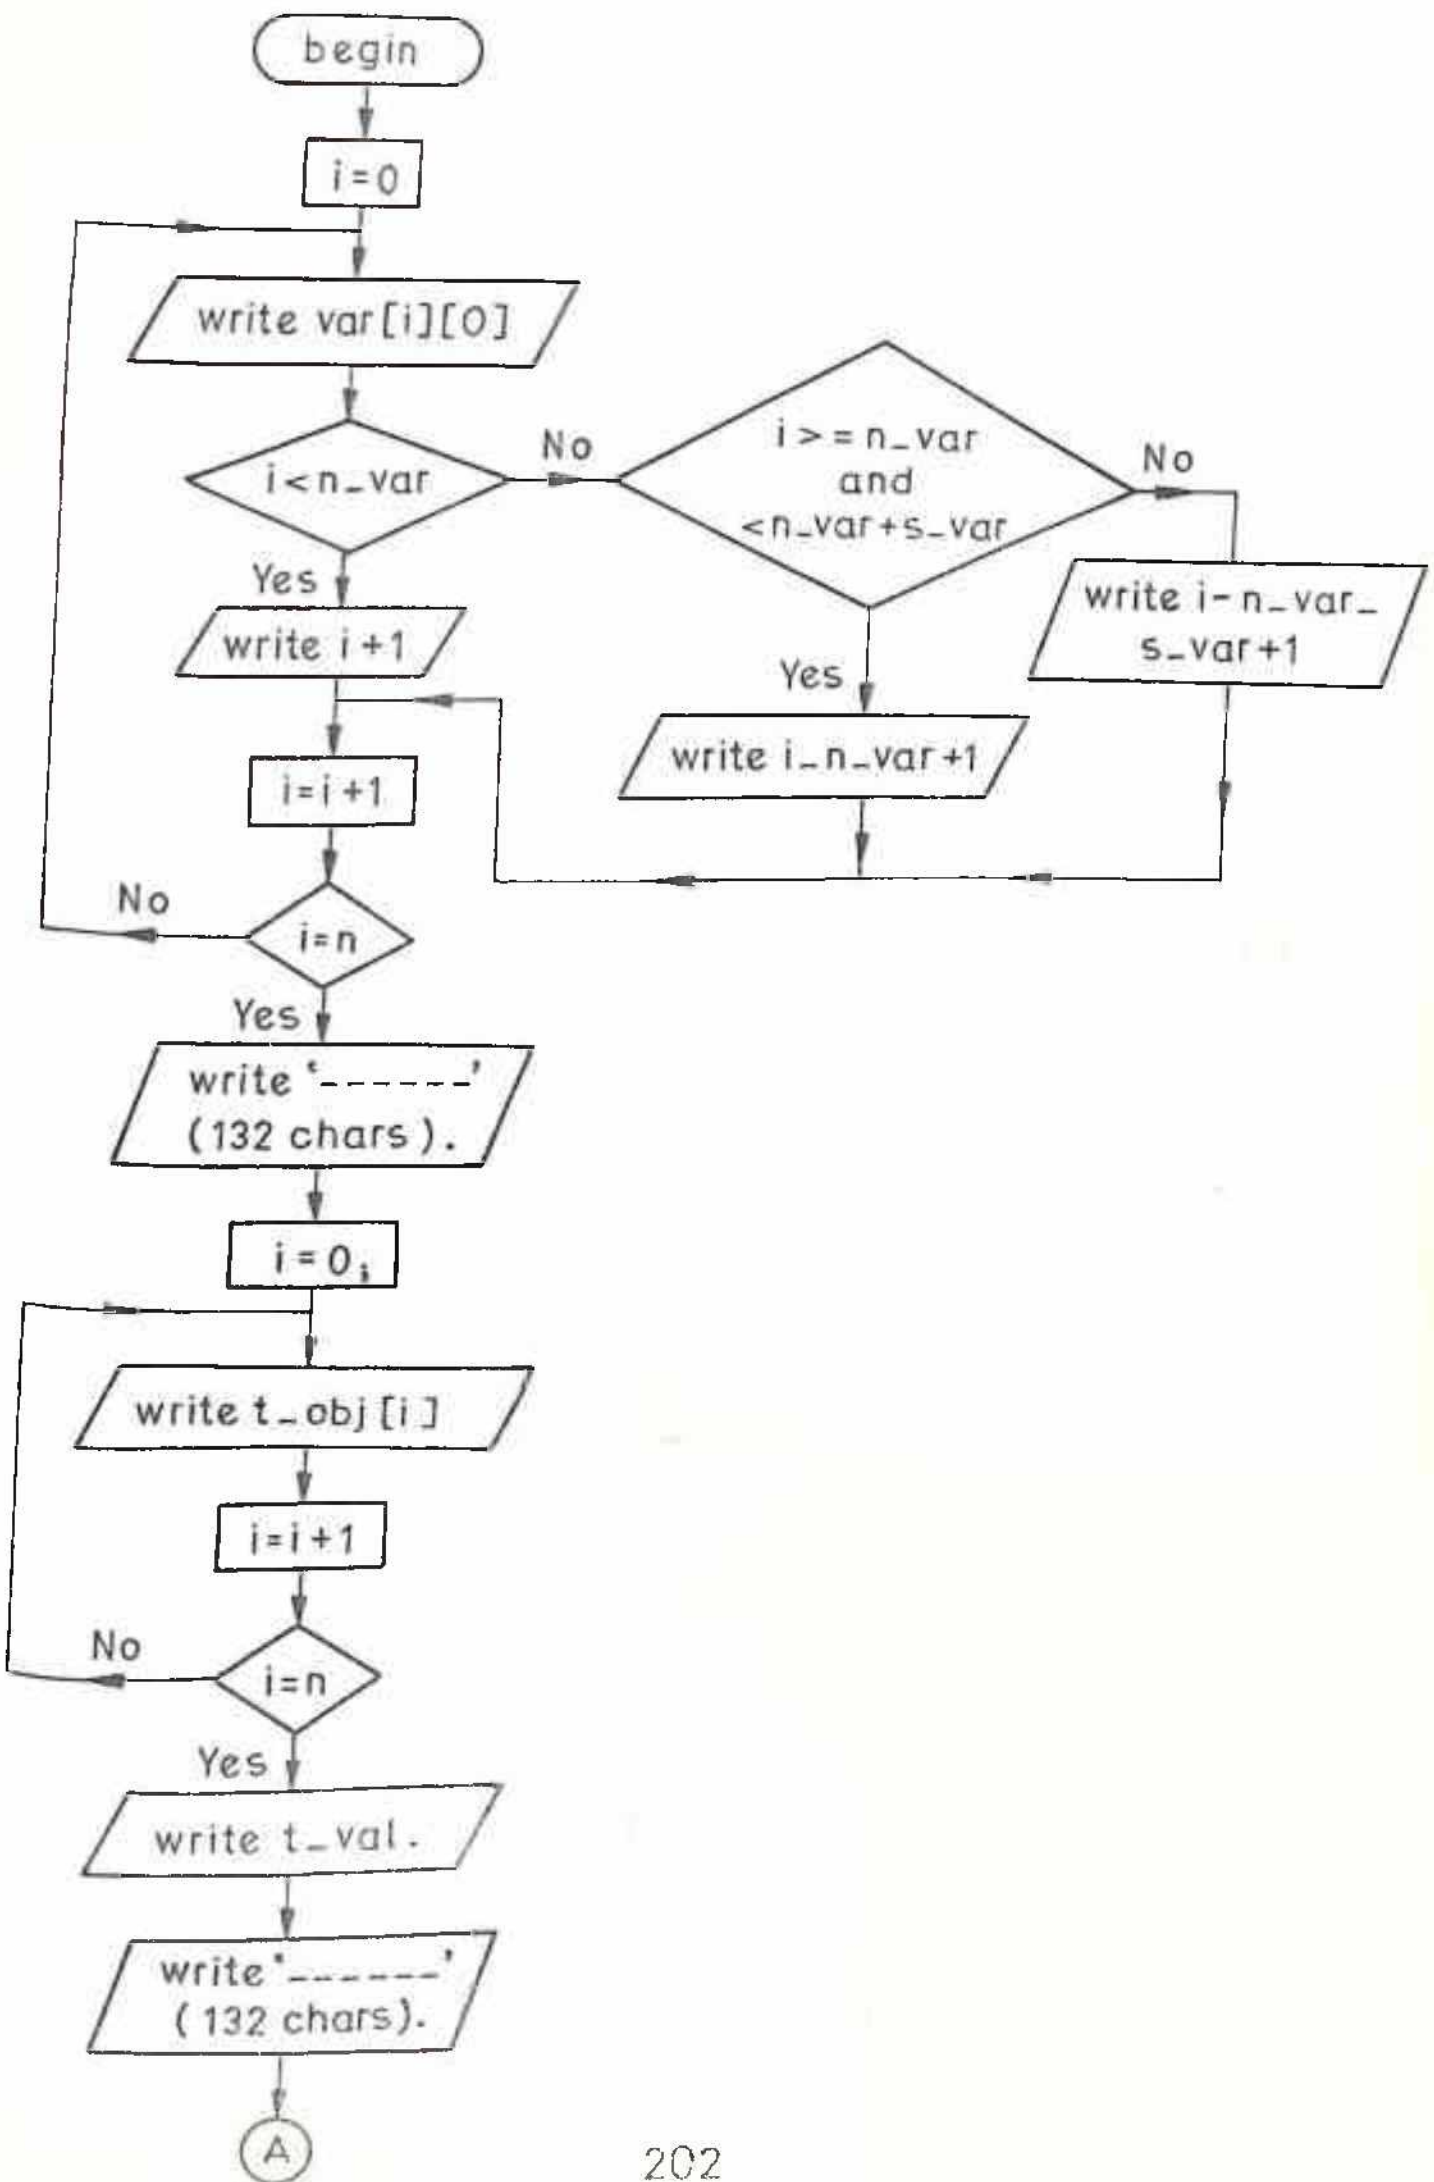 begin
i=0
write var[i][0]
i<n_var
No
i>=n_var
and
<n_var+s_var
No
write i-n_var_
s_var+1
Yes
write i+1
Yes
write i_n_var+1
i=i+1
No
i=n
Yes
write '-------'
(132 chars).
i=0;
write t_obj[i]
i=i+1
No
i=n
Yes
write t_val.
write '-------'
(132 chars).
A
202